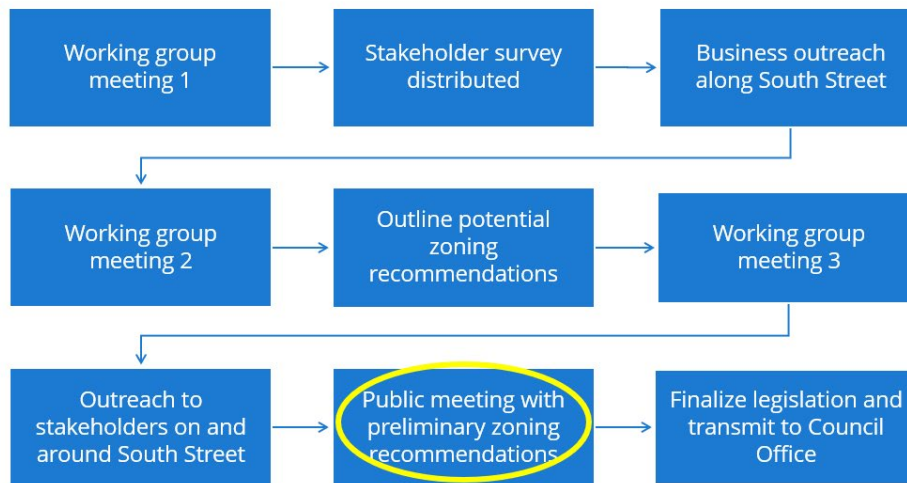 Working group
meeting 1
Stakeholder survey
distributed
Business outreach
along South Street
Working group
meeting 2
Outline potential
zoning
recommendations
Working group
meeting 3
Outreach to
stakeholders on and
around South Street
Public meeting with
preliminary zoning
recommendations
Finalize legislation and
transmit to Council
Office